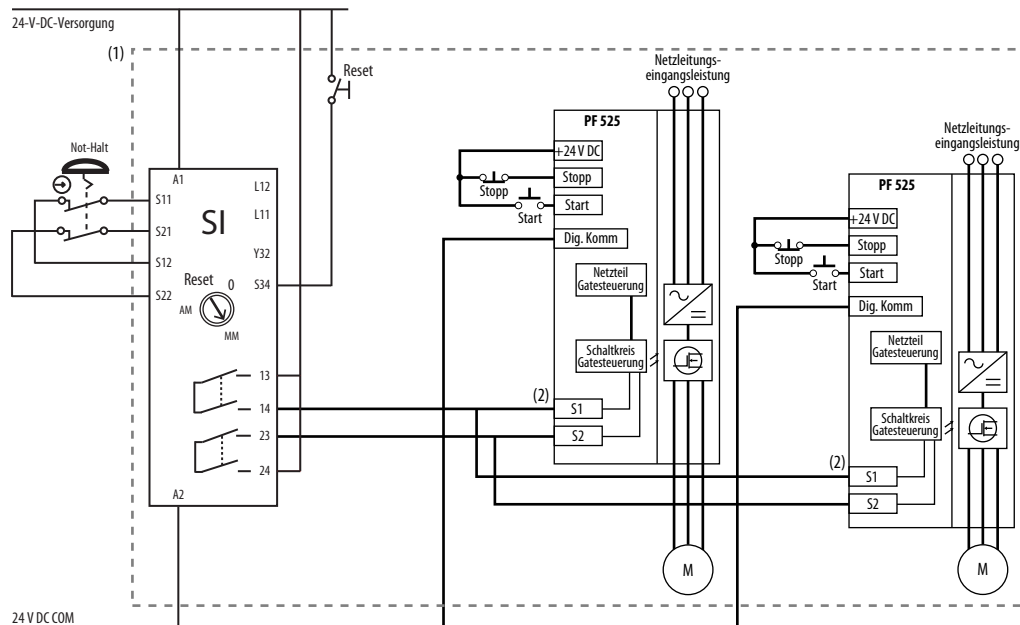 24-V-DC-Versorgung
(1)
Reset
Not-Halt
A1
S11
S21
S12
S22
SI
L12
L11
Y32
S34
Reset
0
AM
MM
13
14
23
24
A2
Netzleitungs-
eingangsleistung
PF 525
+24 V DC
Stopp
Stopp
Start
Start
Dig. Komm
Netzteil
Gatesteuerung
Schaltkreis
Gatesteuerung
(2)
S1
S2
M
Netzleitungs-
eingangsleistung
PF 525
+24 V DC
Stopp
Stopp
Start
Start
Dig. Komm
Netzteil
Gatesteuerung
Schaltkreis
Gatesteuerung
(2)
S1
S2
M
24 V DC COM